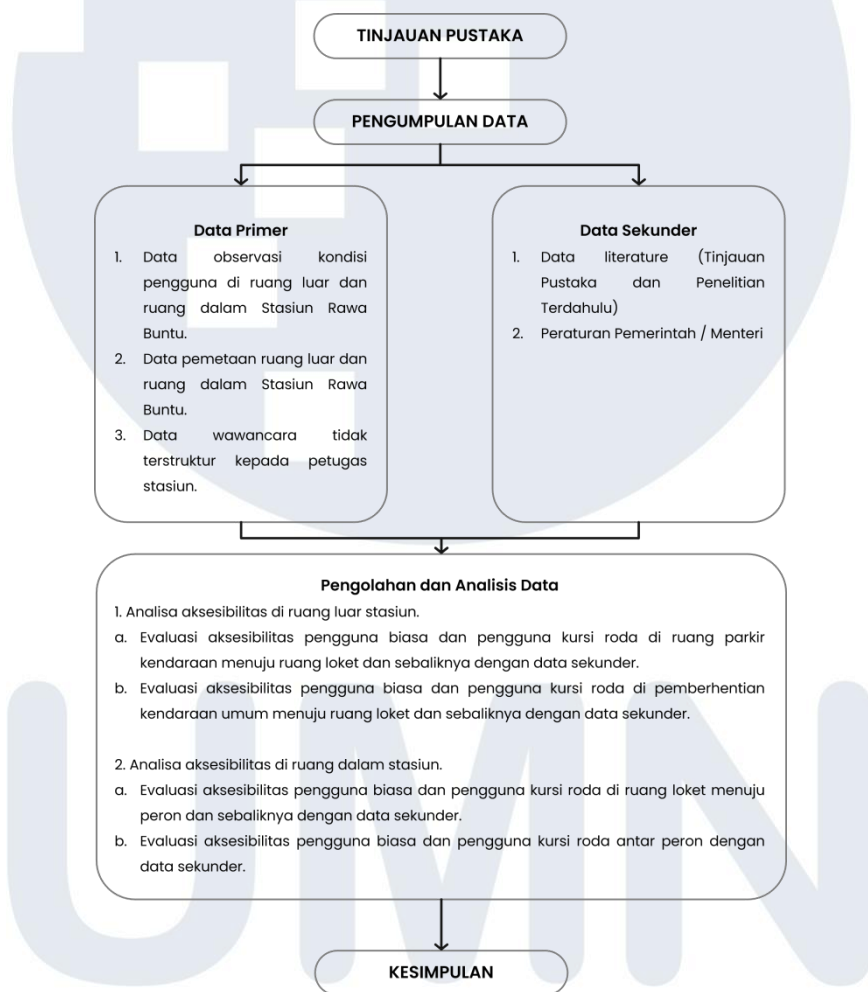 TINJAUAN PUSTAKA
PENGUMPULAN DATA
Data Primer
1. Data observasi kondisi
pengguna di ruang luar dan
ruang dalam Stasiun Rawa
Buntu.
2. Data pemetaan ruang luar dan
ruang dalam Stasiun Rawa
Buntu.
3. Data wawancara tidak
terstruktur kepada petugas
stasiun.
Data Sekunder
1. Data literature (Tinjauan
Pustaka dan Penelitian
Terdahulu)
2. Peraturan Pemerintah / Menteri
Pengolahan dan Analisis Data
1. Analisa aksesibilitas di ruang luar stasiun.
a. Evaluasi aksesibilitas pengguna biasa dan pengguna kursi roda di ruang parkir
kendaraan menuju ruang loket dan sebaliknya dengan data sekunder.
b. Evaluasi aksesibilitas pengguna biasa dan pengguna kursi roda di pemberhentian
kendaraan umum menuju ruang loket dan sebaliknya dengan data sekunder.
2. Analisa aksesibilitas di ruang dalam stasiun.
a. Evaluasi aksesibilitas pengguna biasa dan pengguna kursi roda di ruang loket menuju
peron dan sebaliknya dengan data sekunder.
b. Evaluasi aksesibilitas pengguna biasa dan pengguna kursi roda antar peron dengan
data sekunder.
KESIMPULAN
UMN